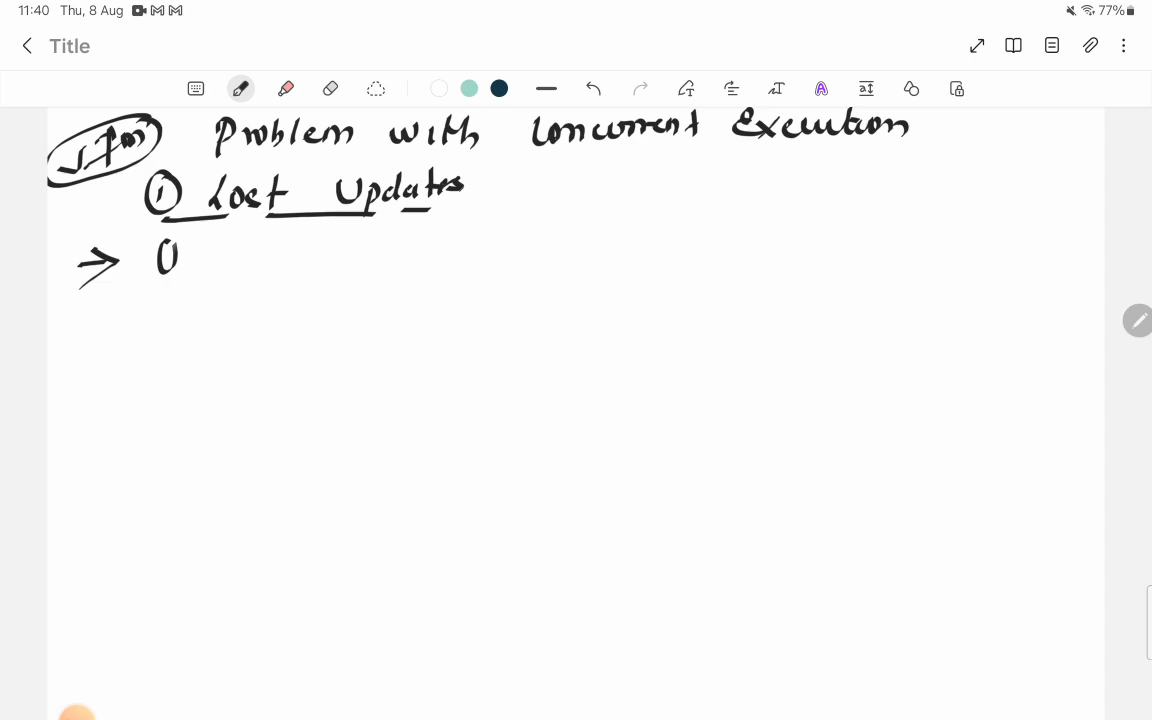 11:40 Thu, 8 Aug 77%
Title
V.Imp Problem with Concurrent Execution
① Lost Updates
⇒ O